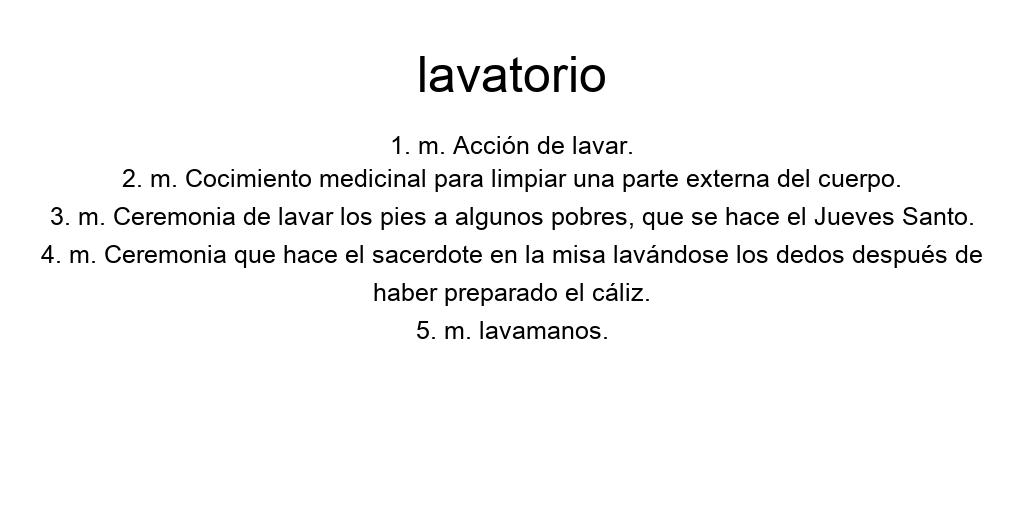 lavatorio
1. m. Acción de lavar.
2. m. Cocimiento medicinal para limpiar una parte externa del cuerpo.
3. m. Ceremonia de lavar los pies a algunos pobres, que se hace el Jueves Santo.
4. m. Ceremonia que hace el sacerdote en la misa lavándose los dedos después de
haber preparado el cáliz.
5. m. lavamanos.